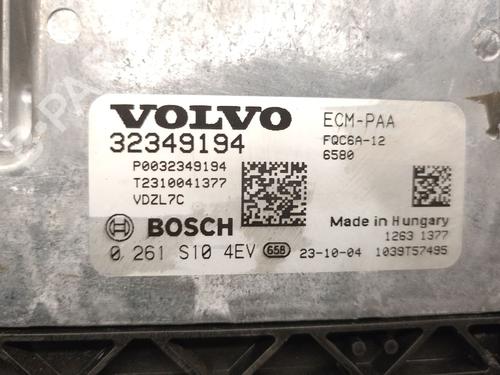 VOLVO
32349194
P0032349194
T2310041377
VDZL7C
BOSCH
0 261 S10 4EV 658 23-10-04
ECM-PAA
FQC6A-12
6580
Made in Hungary
1263 1377
1039T57495